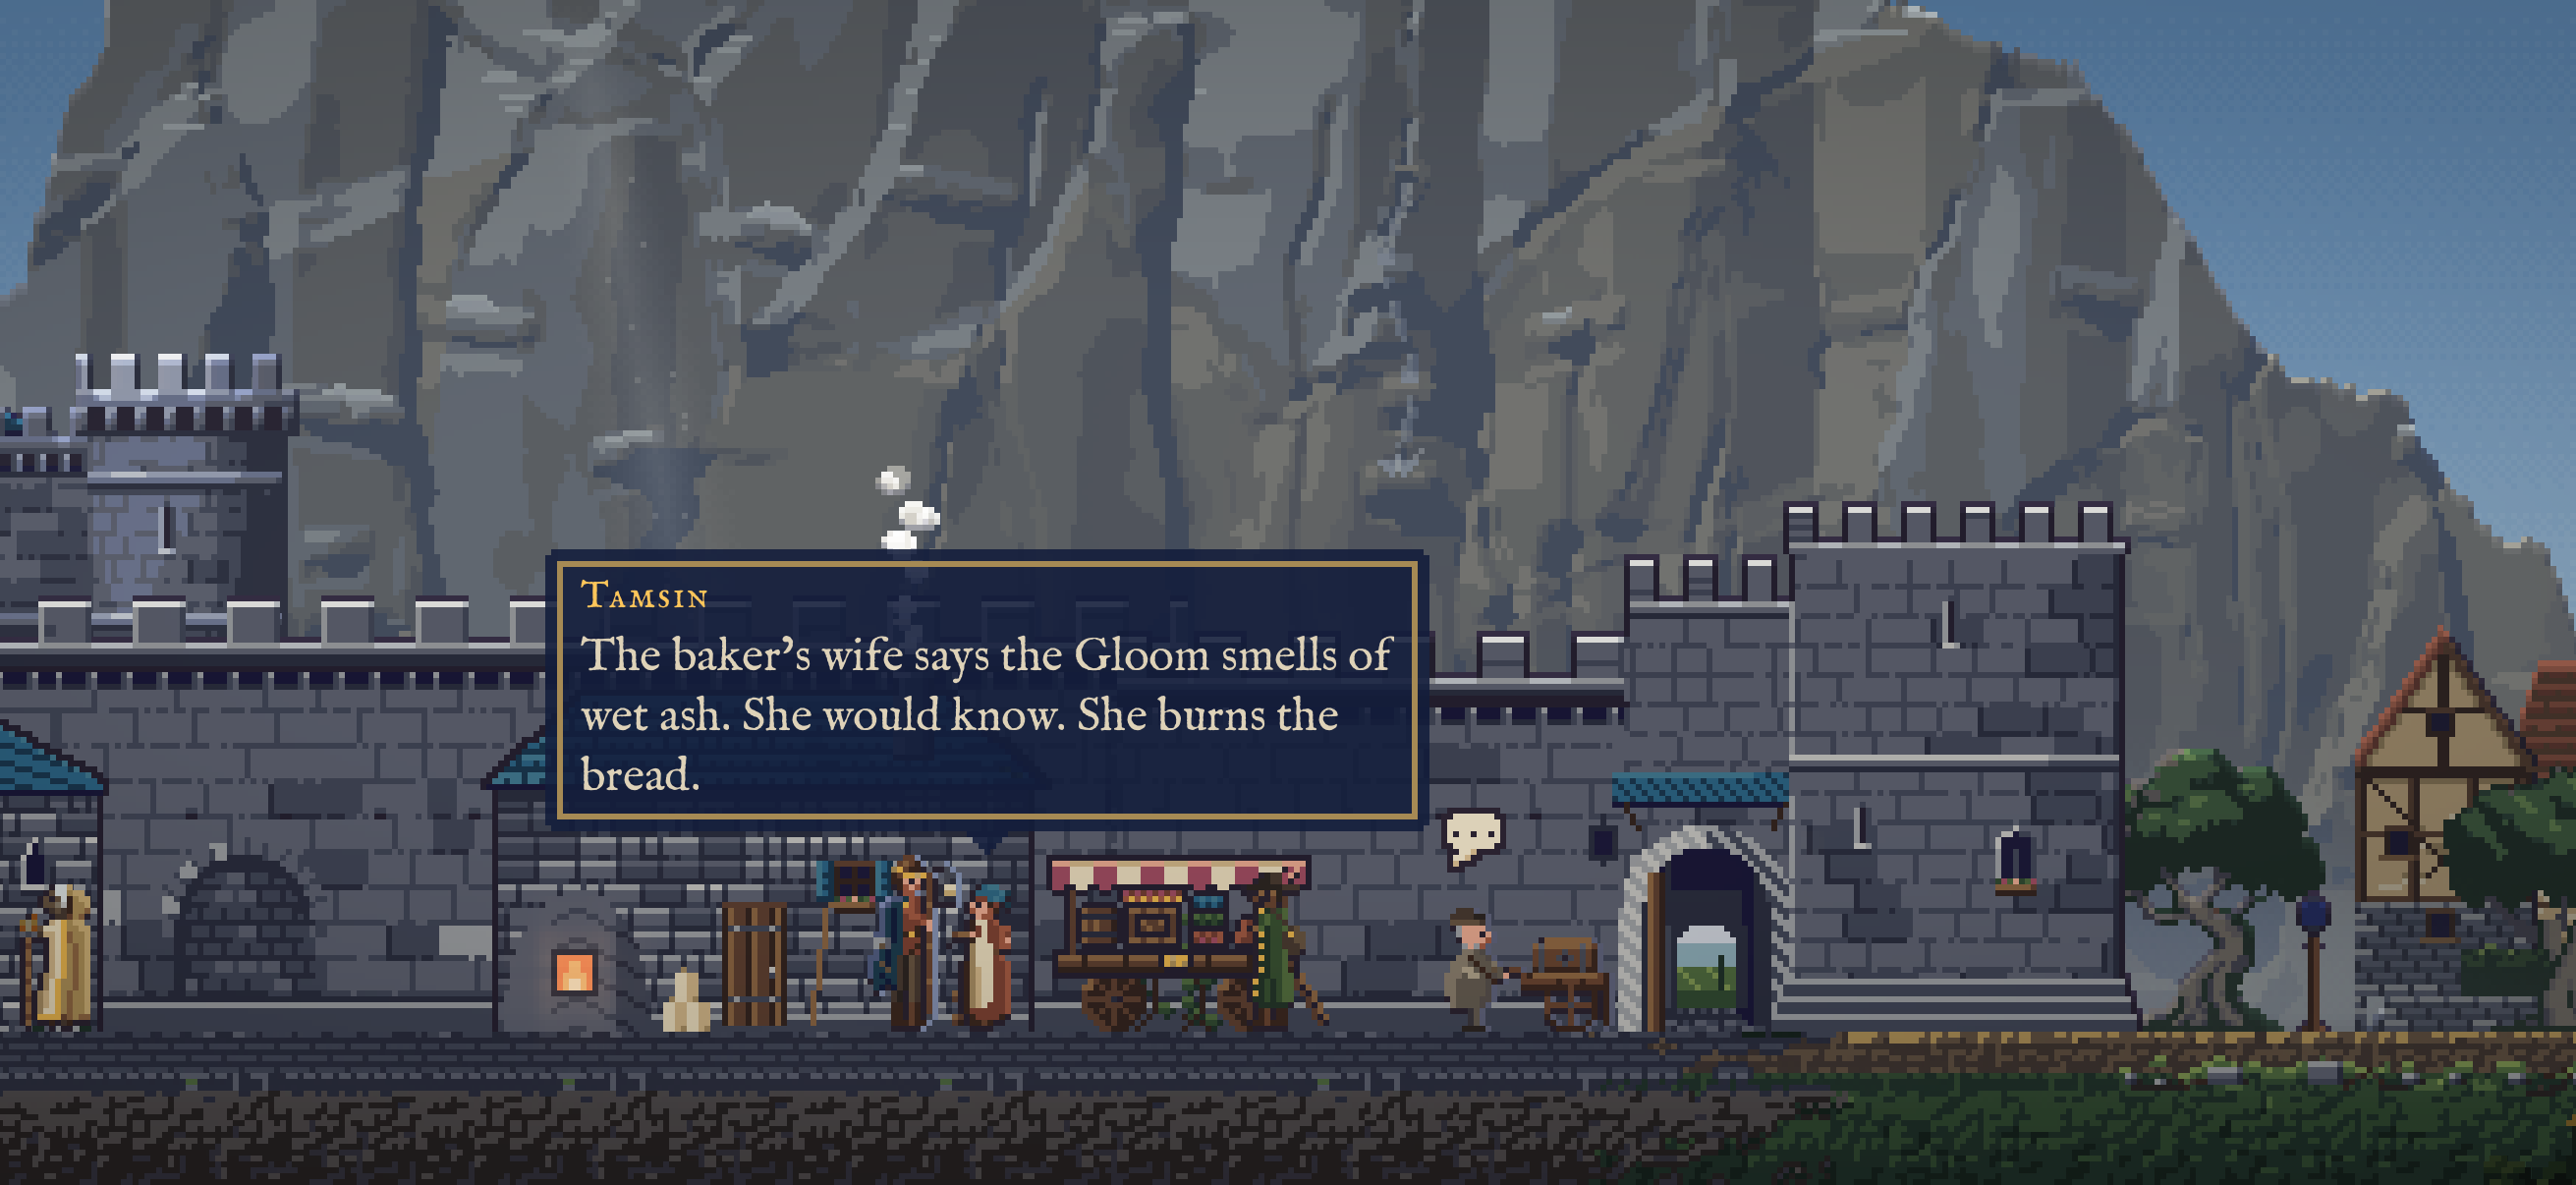 Tamsin
The baker’s wife says the Gloom smells of
wet ash. She would know. She burns the
bread.